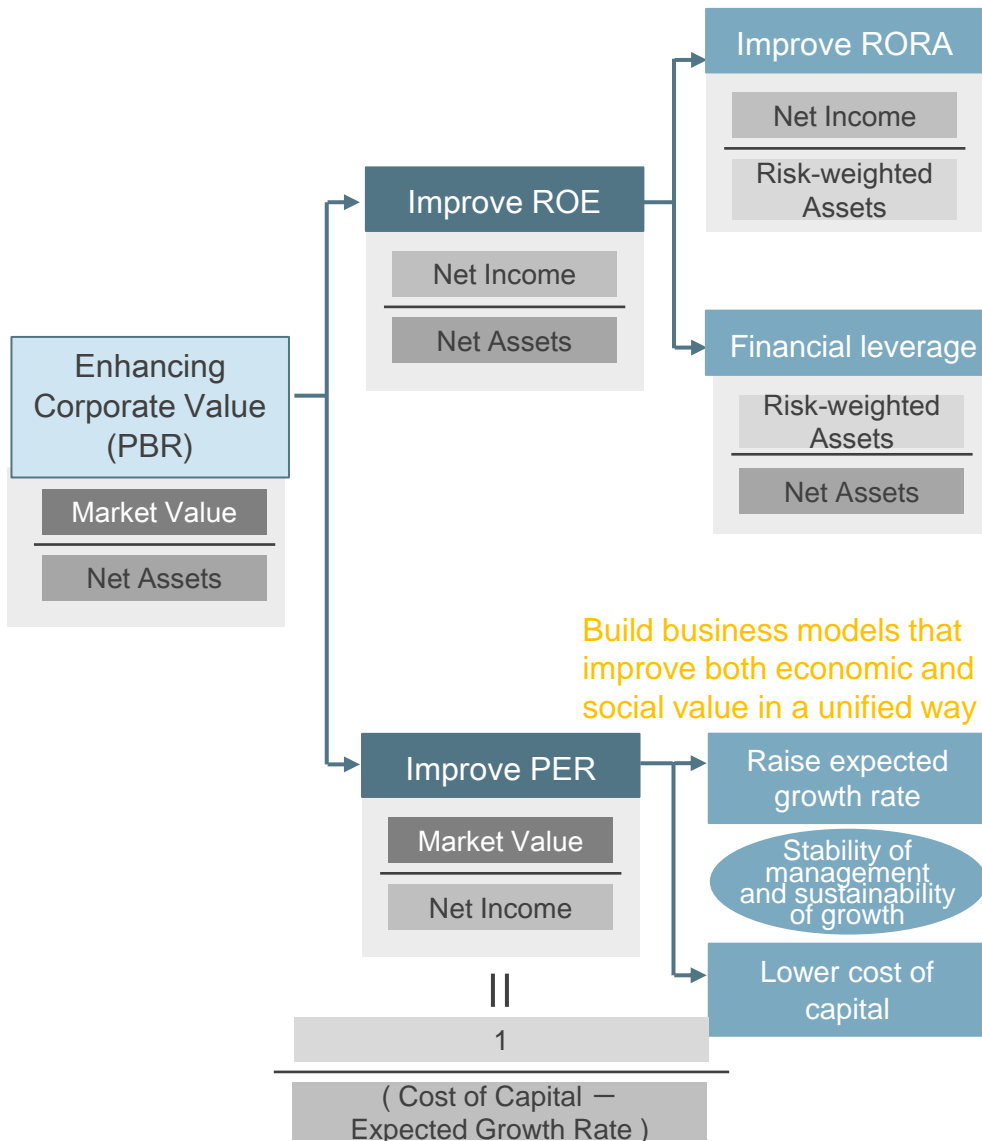 Enhancing
Corporate Value
(PBR)
Market Value
Net Assets
Improve ROE
Net Income
Net Assets
Improve RORA
Net Income
Risk-weighted
Assets
Financial leverage
Risk-weighted
Assets
Net Assets
Build business models that
improve both economic and
social value in a unified way
Improve PER
Market Value
Net Income
=
1
( Cost of Capital －
Expected Growth Rate )
Raise expected
growth rate
Stability of
management
and sustainability
of growth
Lower cost of
capital